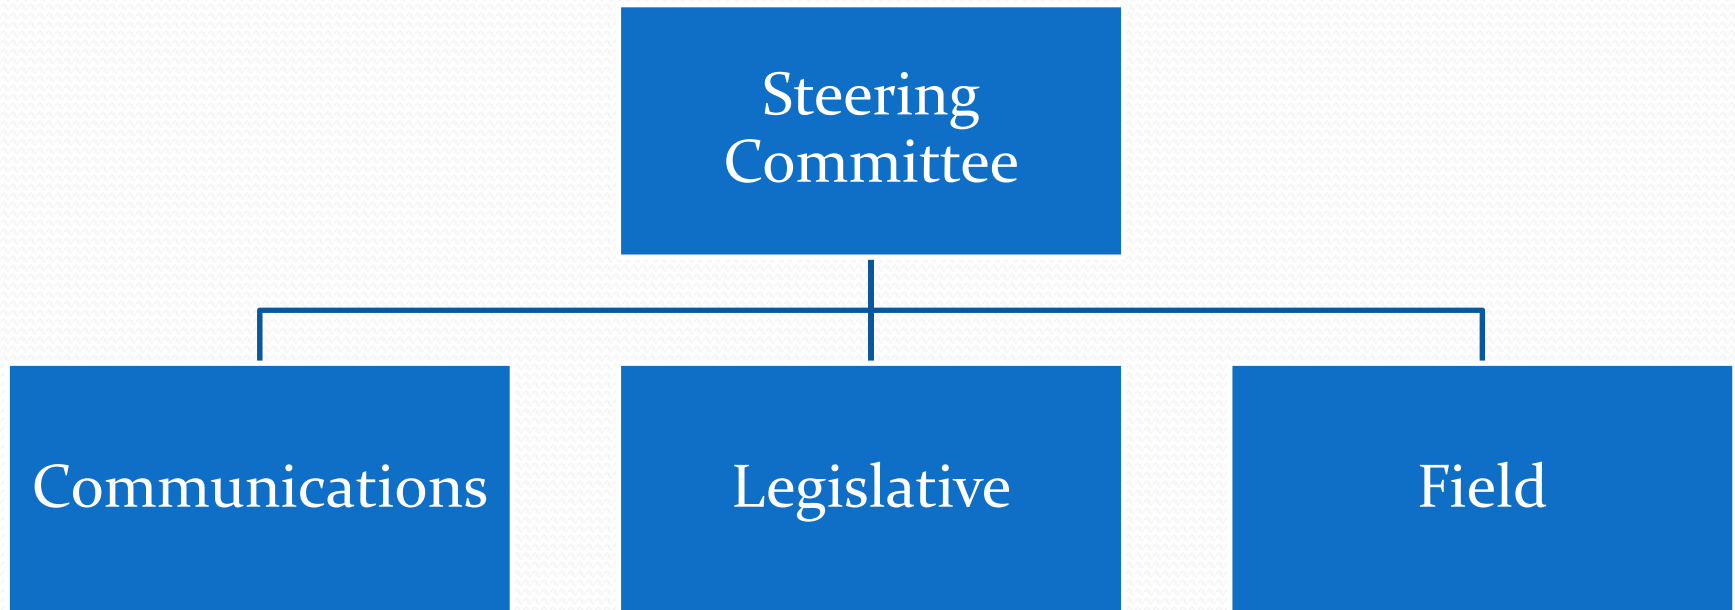 Steering
Committee
Communications
Legislative
Field